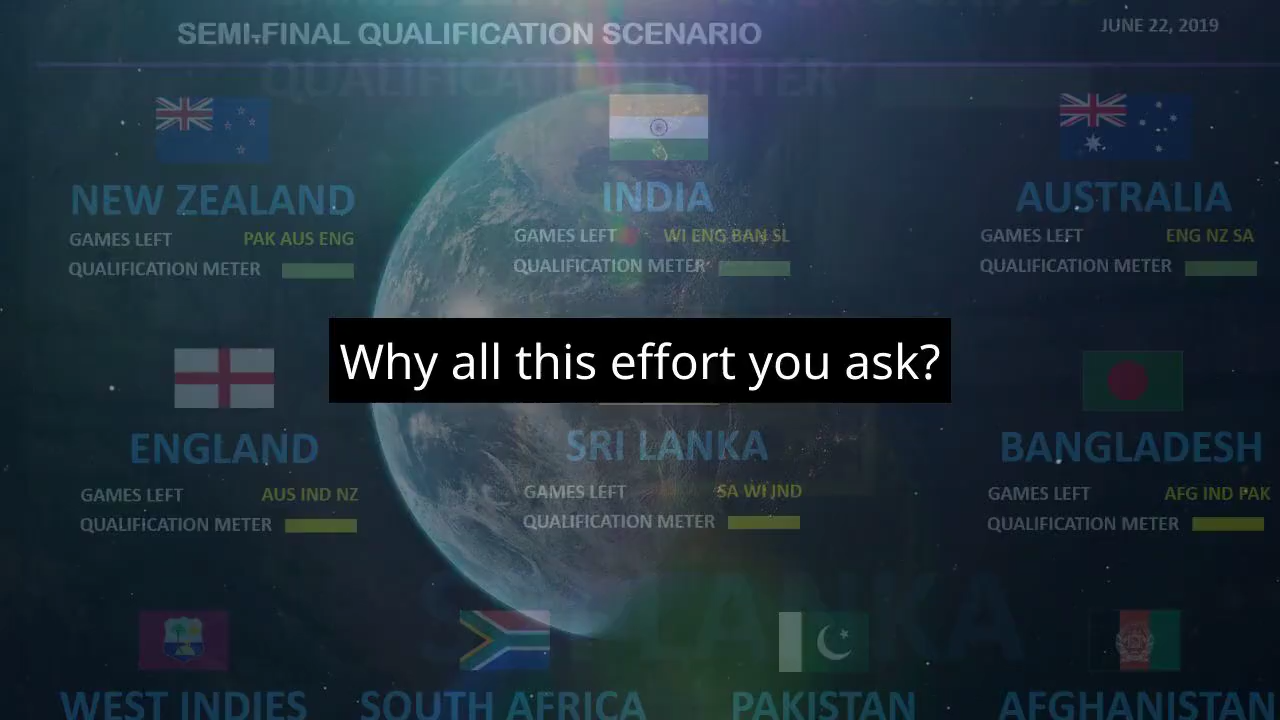 SEMI-FINAL QUALIFICATION SCENARIO
JUNE 22, 2019
QUALIFICATION METER
NEW ZEALAND
INDIA
AUSTRALIA
GAMES LEFT PAK AUS ENG
GAMES LEFT WI ENG BAN SL
GAMES LEFT ENG NZ SA
QUALIFICATION METER
QUALIFICATION METER
QUALIFICATION METER
Why all this effort you ask?
ENGLAND
SRI LANKA
BANGLADESH
GAMES LEFT AUS IND NZ
GAMES LEFT SA WI IND
GAMES LEFT AFG IND PAK
QUALIFICATION METER
QUALIFICATION METER
QUALIFICATION METER
WEST INDIES
SOUTH AFRICA
PAKISTAN
AFGHANISTAN